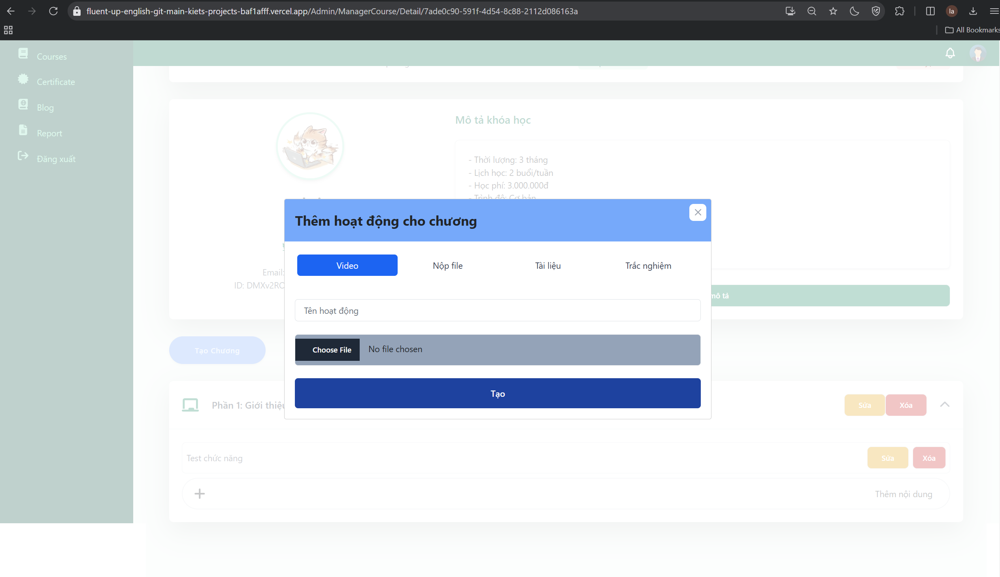 fluent-up-english-git-main-kiets-projects-baf1afff.vercel.app/Admin/ManagerCourse/Detail/7ade0c90-591f-4d54-8c88-2112d086163a
la
All Bookmarks
Courses
Certificate
Blog
Report
Đăng xuất
Mô tả khóa học
- Thời lượng: 3 tháng
- Lịch học: 2 buổi/tuần
- Học phí: 3.000.000đ
- Trình độ: Cơ bản
Thêm hoạt động cho chương
Video
Nộp file
Tài liệu
Trắc nghiệm
Email:
ID: DMXv2RO
mô tả
Tên hoạt động
Choose File
No file chosen
Tạo Chương
Tạo
Phần 1: Giới thiệu
Sửa
Xóa
Test chức năng
Sửa
Xóa
Thêm nội dung